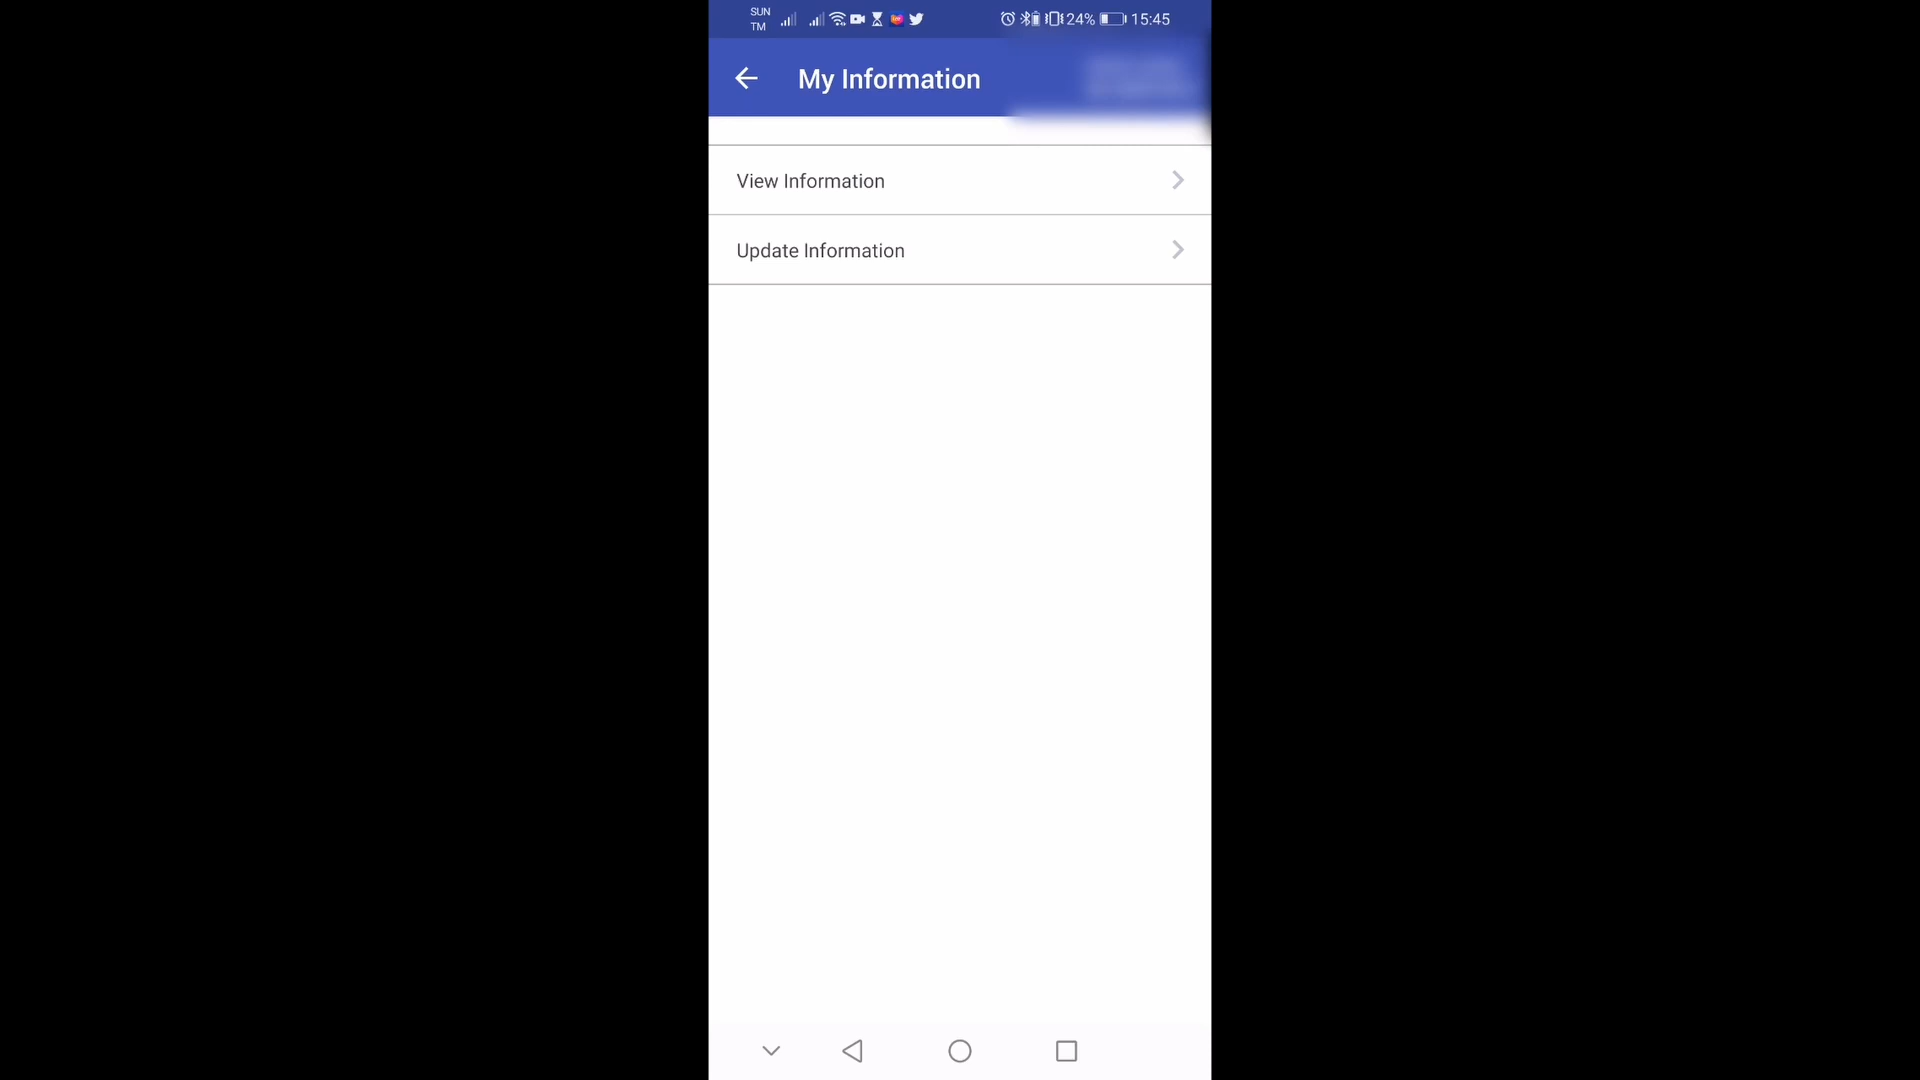 SUN
TM
24%
15:45
My Information
View Information
Update Information